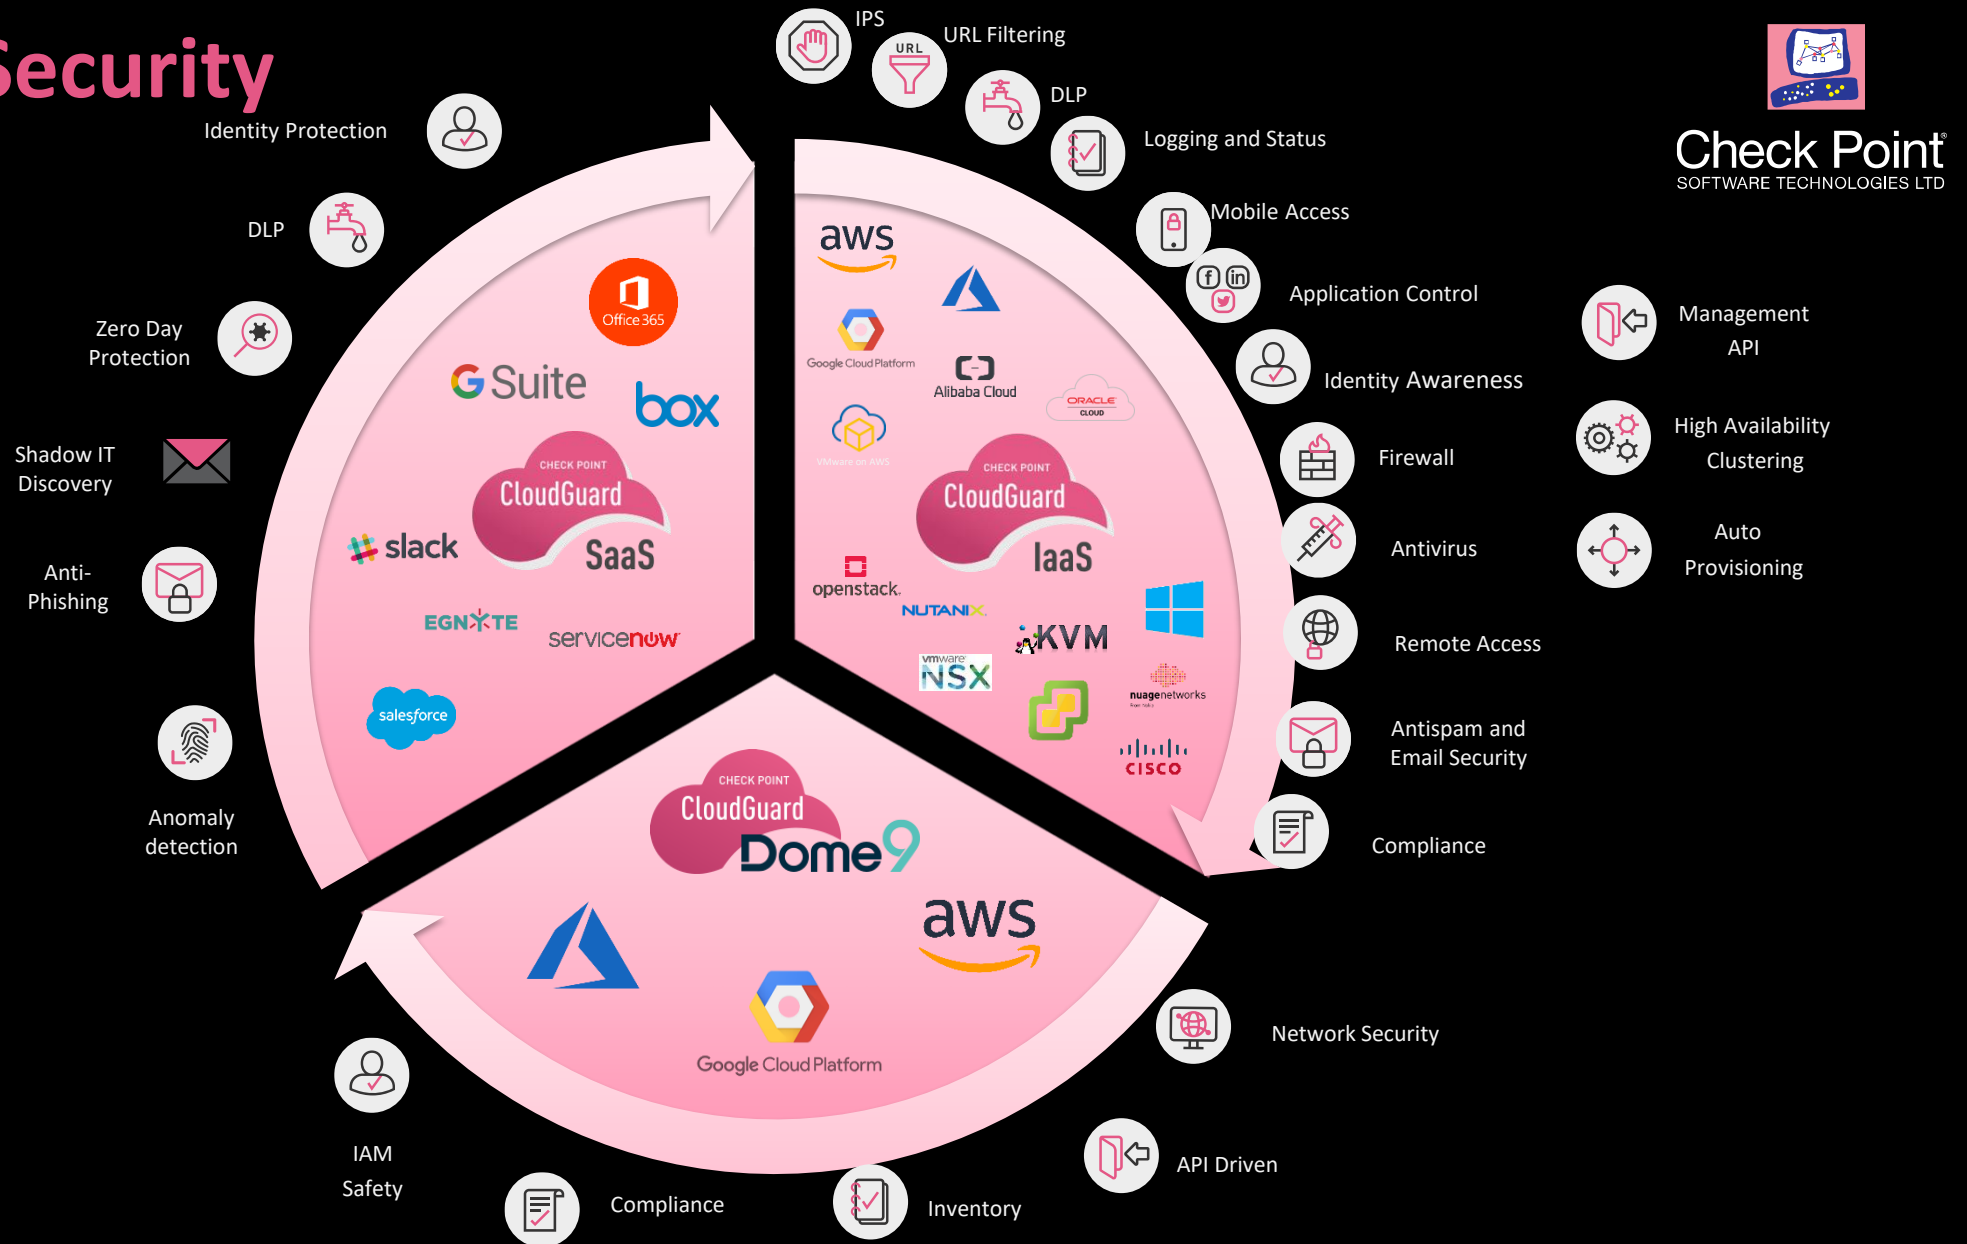 Security
IPS
URL
URL Filtering
DLP
Logging and Status
Mobile Access
Application Control
Identity Awareness
Firewall
Antivirus
Remote Access
Antispam and
Email Security
Compliance
Management
API
High Availability
Clustering
Auto
Provisioning
Check Point
SOFTWARE TECHNOLOGIES LTD
Identity Protection
DLP
Zero Day
Protection
Shadow IT
Discovery
Anti-
Phishing
Anomaly
detection
Office 365
G Suite
box
CHECK POINT
CloudGuard
SaaS
slack
EGNYTE
servicenow
salesforce
aws
Google Cloud Platform
Alibaba Cloud
ORACLE
CLOUD
VMware on AWS
CHECK POINT
CloudGuard
IaaS
openstack.
NUTANIX
KVM
vmware
NSX
nuagenetworks
CISCO
f in
CHECK POINT
CloudGuard
Dome9
aws
Google Cloud Platform
Network Security
API Driven
Inventory
Compliance
IAM
Safety